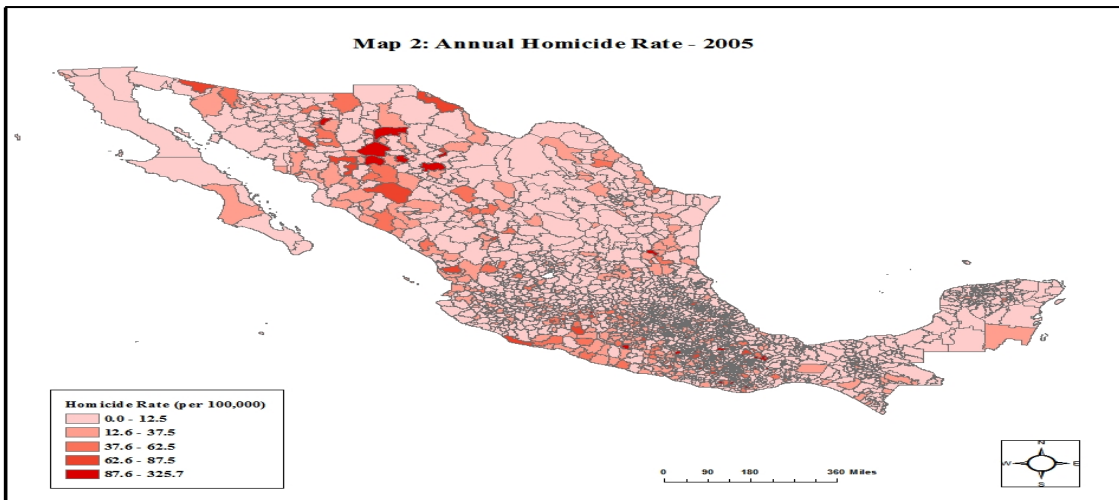 Map 2: Annual Homicide Rate - 2005
Homicide Rate (per 100,000)
0.0 - 12.5
12.6 - 37.5
37.6 - 62.5
62.6 - 87.5
87.6 - 325.7
0 90 180 360 Miles
N
W E
S